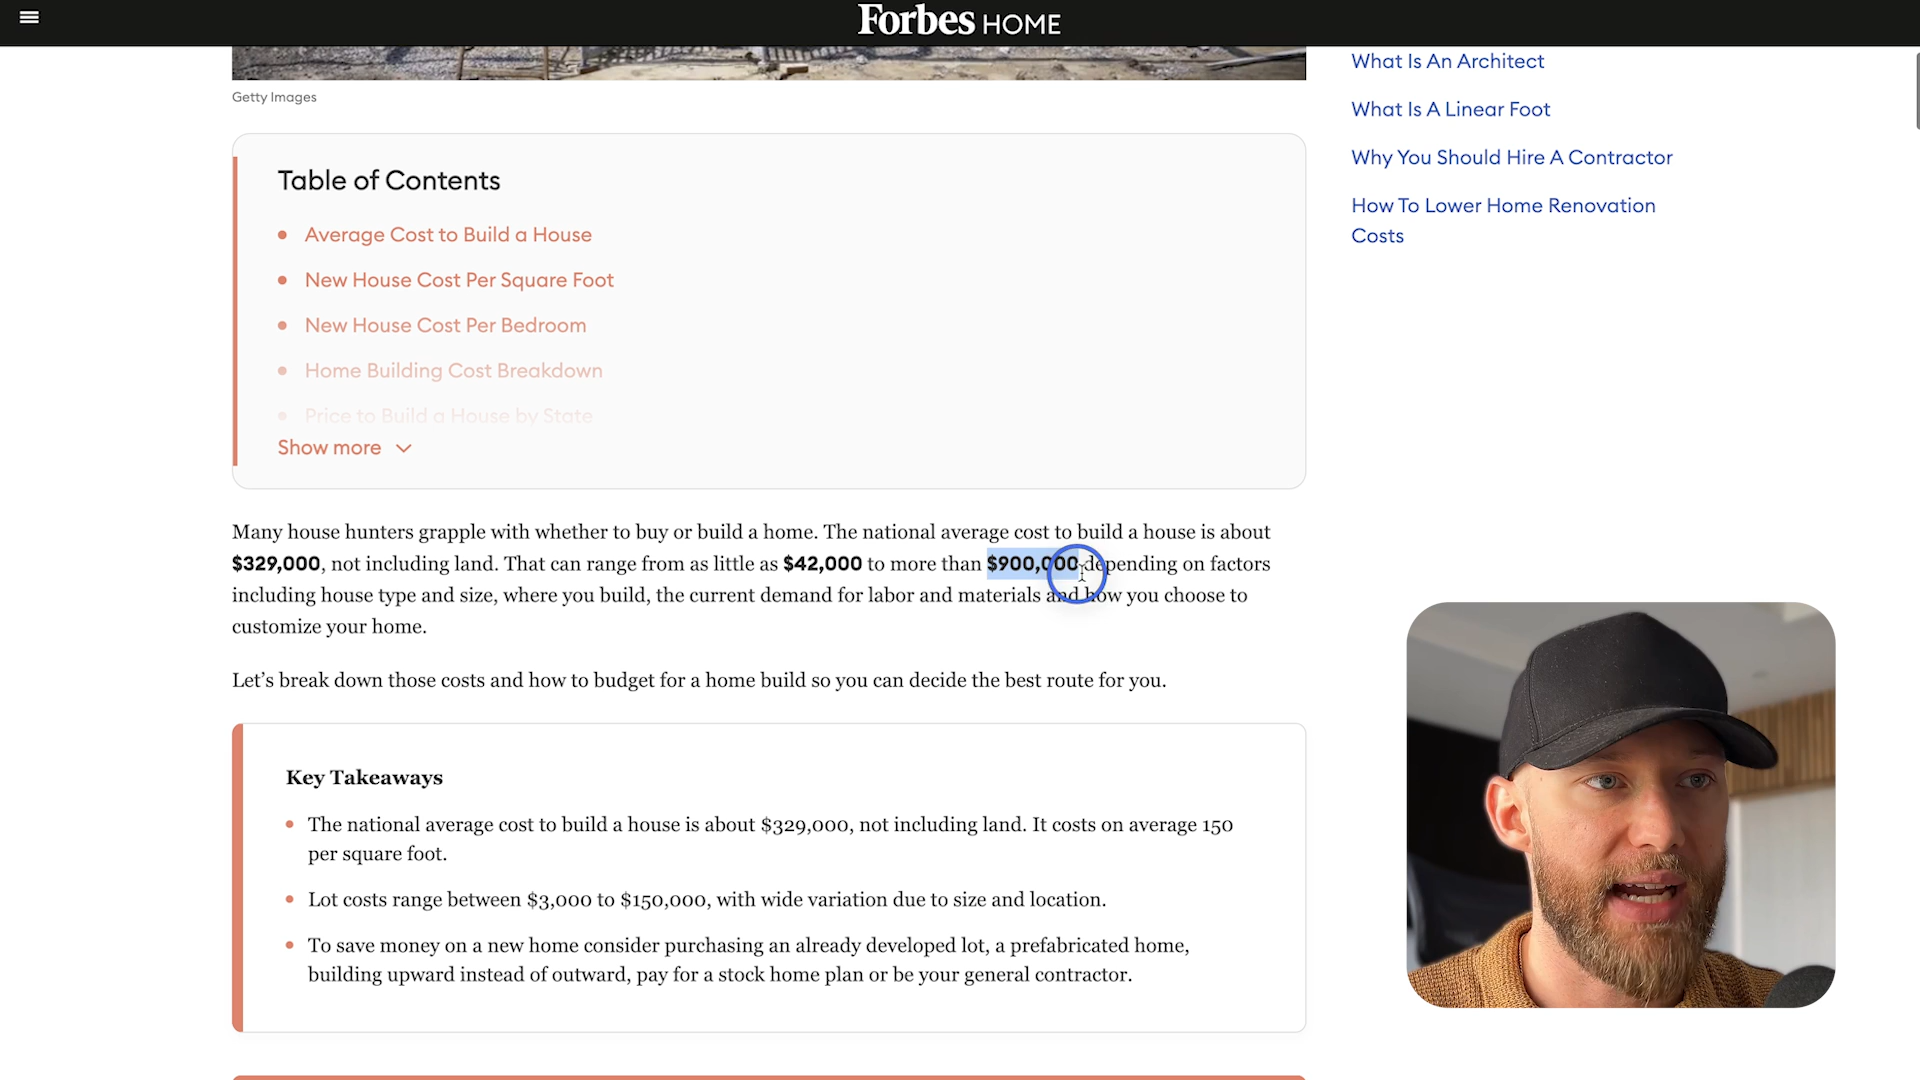 Forbes HOME
What Is An Architect
Getty Images
What Is A Linear Foot
Why You Should Hire A Contractor
How To Lower Home Renovation
Costs
Table of Contents
Average Cost to Build a House
New House Cost Per Square Foot
New House Cost Per Bedroom
Home Building Cost Breakdown
Price to Build a House by State
Show more
Many house hunters grapple with whether to buy or build a home. The national average cost to build a house is about
$329,000, not including land. That can range from as little as $42,000 to more than $900,000 depending on factors
including house type and size, where you build, the current demand for labor and materials and how you choose to
customize your home.
Let’s break down those costs and how to budget for a home build so you can decide the best route for you.
Key Takeaways
The national average cost to build a house is about $329,000, not including land. It costs on average 150
per square foot.
Lot costs range between $3,000 to $150,000, with wide variation due to size and location.
To save money on a new home consider purchasing an already developed lot, a prefabricated home,
building upward instead of outward, pay for a stock home plan or be your general contractor.